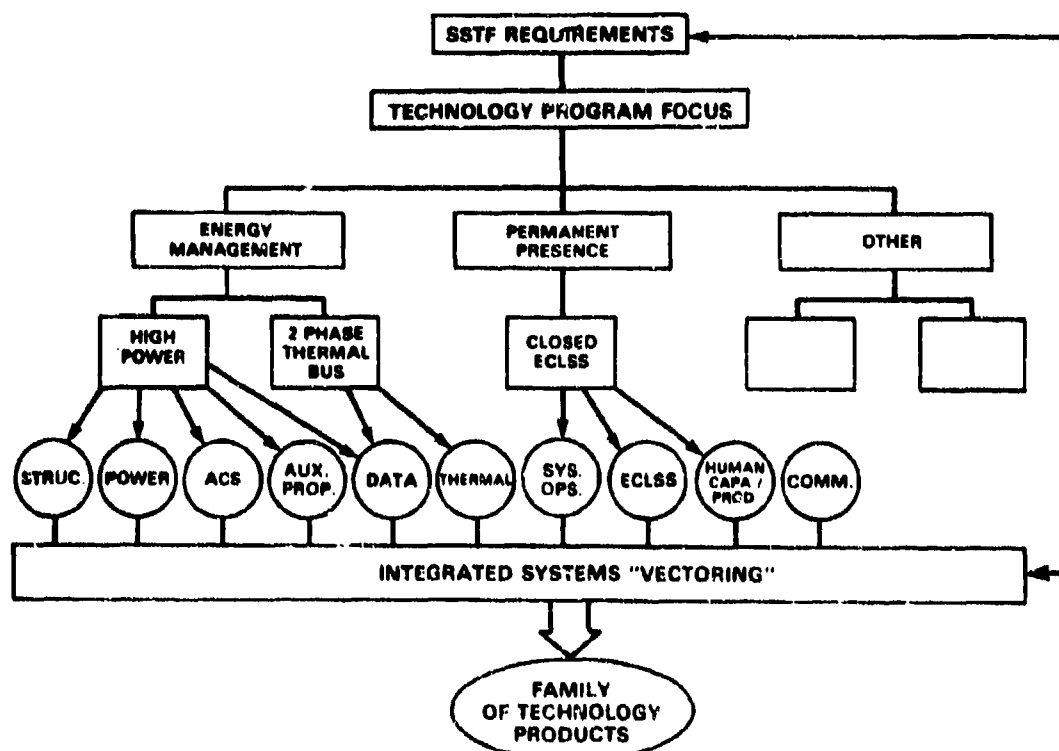 SSTF REQUIREMENTS
TECHNOLOGY PROGRAM FOCUS
ENERGY
MANAGEMENT
PERMANENT
PRESENCE
OTHER
HIGH
POWER
2 PHASE
THERMAL
BUS
CLOSED
ECLSS
STRUC.
POWER
ACS
AUX.
PROP.
DATA
THERMAL
SYS.
OPS.
ECLSS
HUMAN
CAPA /
PROD
COMM.
INTEGRATED SYSTEMS "VECTORING"
FAMILY
OF TECHNOLOGY
PRODUCTS